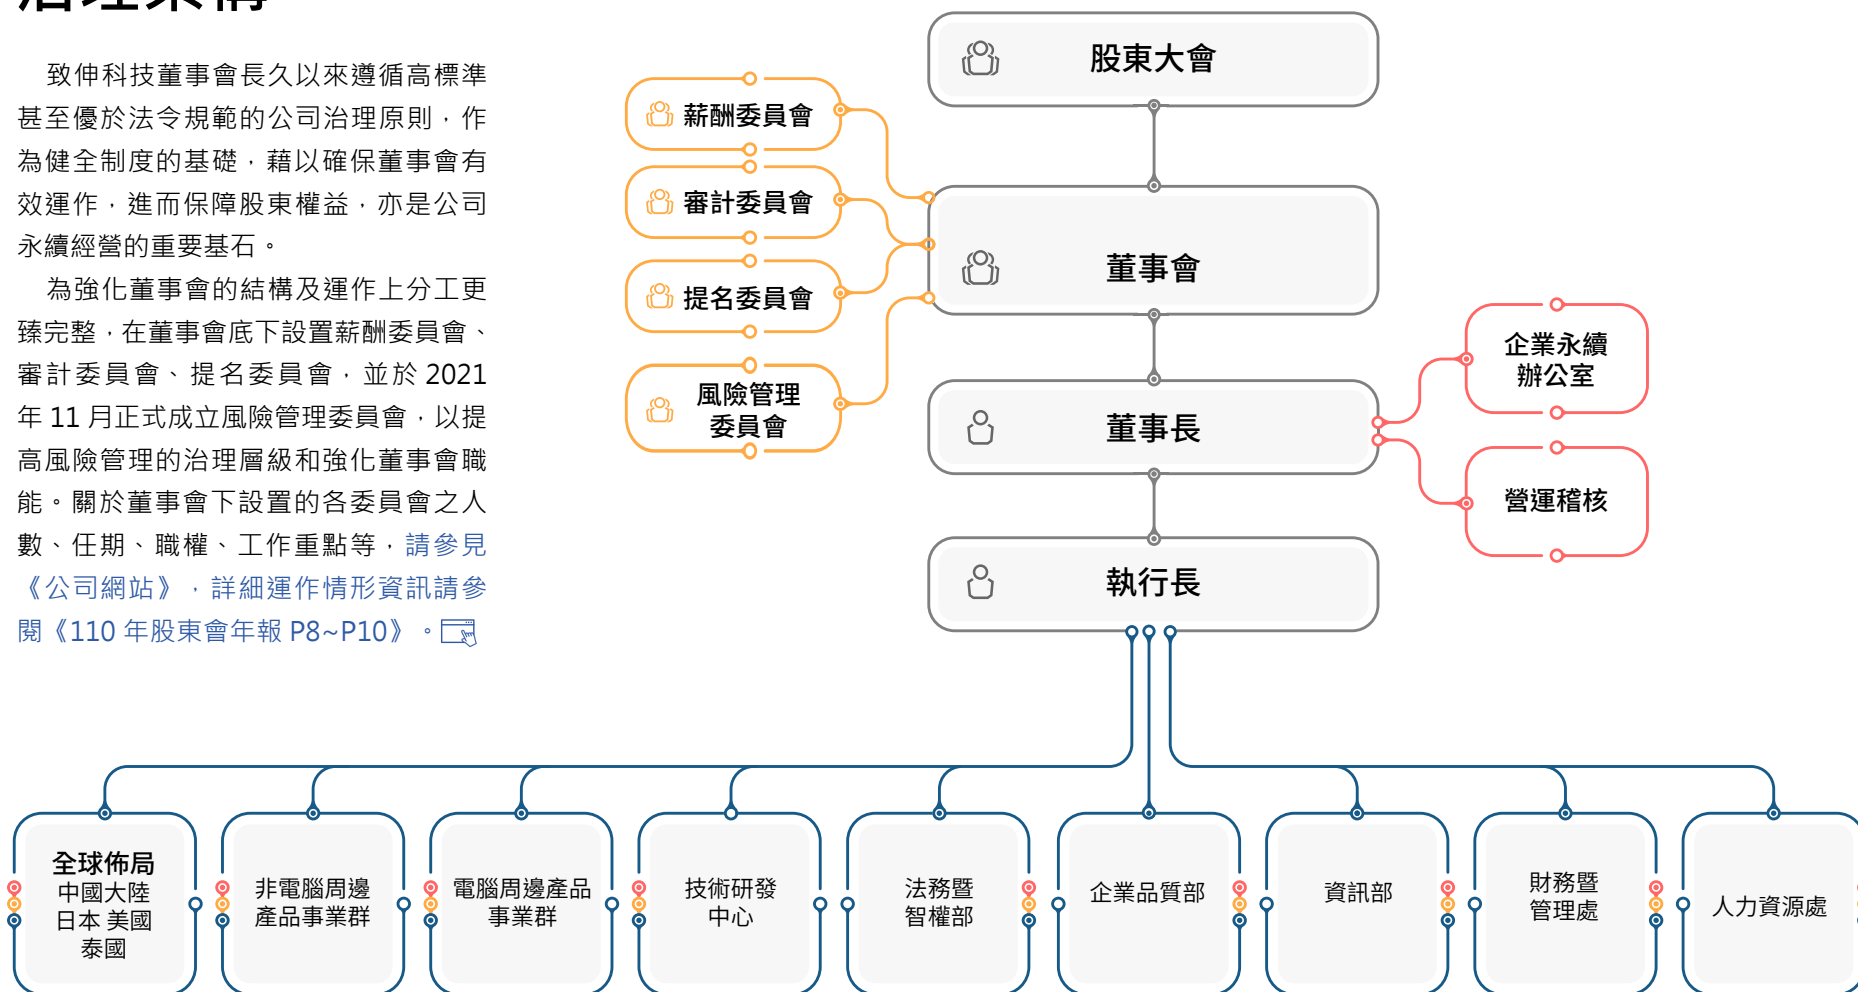 治理架構
致伸科技董事會長久以來遵循高標準
甚至優於法令規範的公司治理原則，作
為健全制度的基礎，藉以確保董事會有
效運作，進而保障股東權益，亦是公司
永續經營的重要基石。
為強化董事會的結構及運作上分工更
臻完整，在董事會底下設置薪酬委員會、
審計委員會、提名委員會，並於 2021
年 11 月正式成立風險管理委員會，以提
高風險管理的治理層級和強化董事會職
能。關於董事會下設置的各委員會之人
數、任期、職權、工作重點等，請參見
《公司網站》，詳細運作情形資訊請參
閱《110 年股東會年報 P8~P10》。
股東大會
薪酬委員會
審計委員會
提名委員會
風險管理
委員會
董事會
董事長
執行長
企業永續
辦公室
營運稽核
全球佈局
中國大陸
日本 美國
泰國
非電腦周邊
產品事業群
電腦周邊產品
事業群
技術研發
中心
法務暨
智權部
企業品質部
資訊部
財務暨
管理處
人力資源處